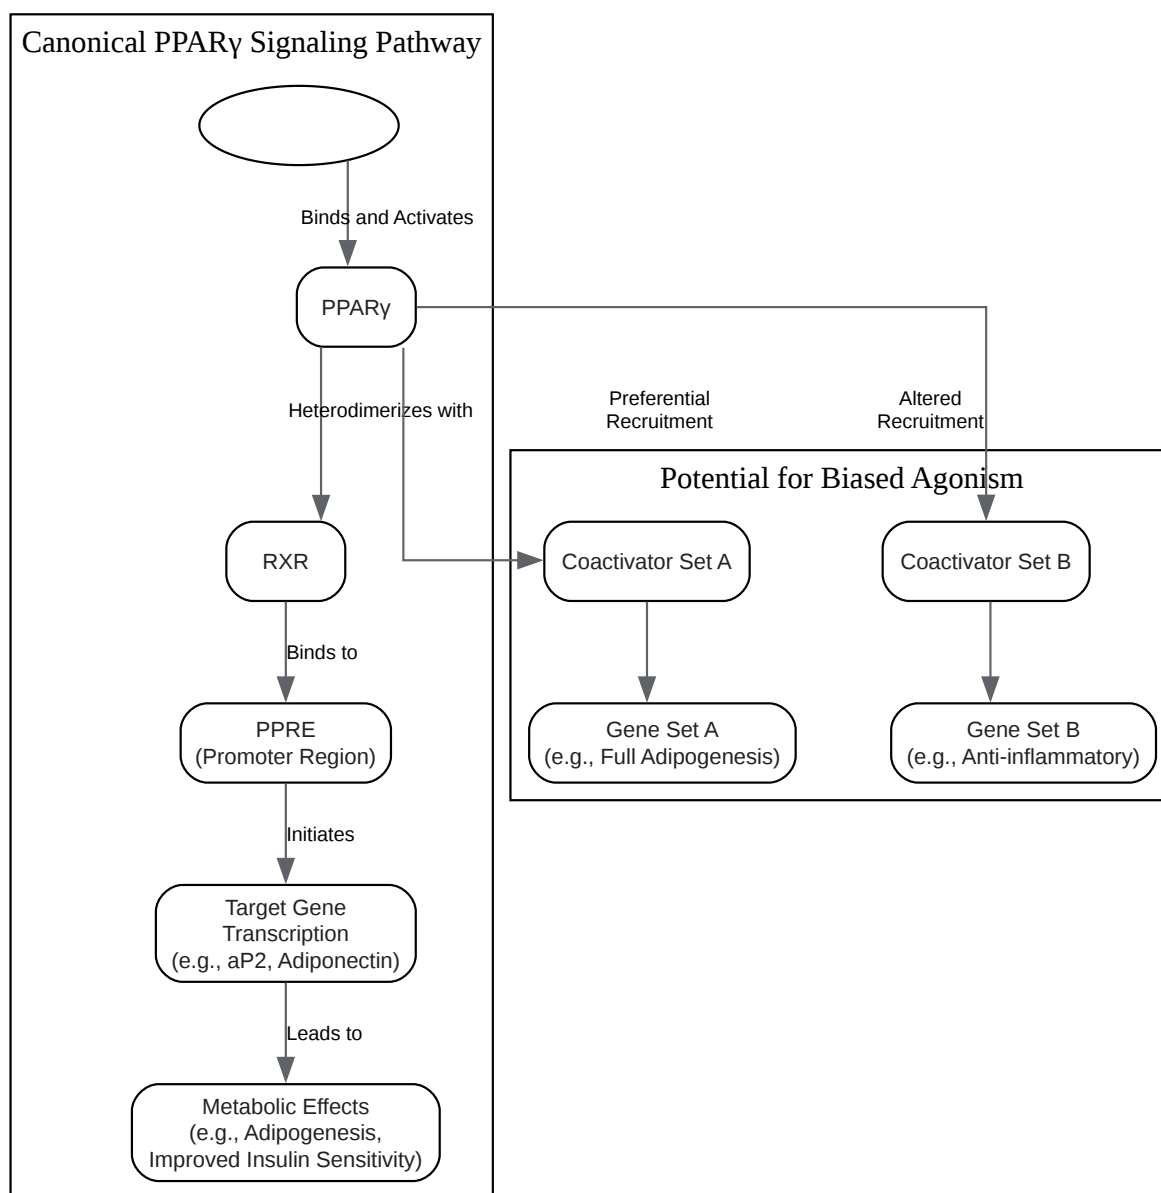 Canonical PPARγ Signaling Pathway
Binds and Activates
PPARγ
Heterodimerizes with
Preferential
Recruitment
Altered
Recruitment
Potential for Biased Agonism
RXR
Coactivator Set A
Coactivator Set B
Binds to
PPRE
(Promoter Region)
Gene Set A
(e.g., Full Adipogenesis)
Gene Set B
(e.g., Anti-inflammatory)
Initiates
Target Gene
Transcription
(e.g., aP2, Adiponectin)
Leads to
Metabolic Effects
(e.g., Adipogenesis,
Improved Insulin Sensitivity)